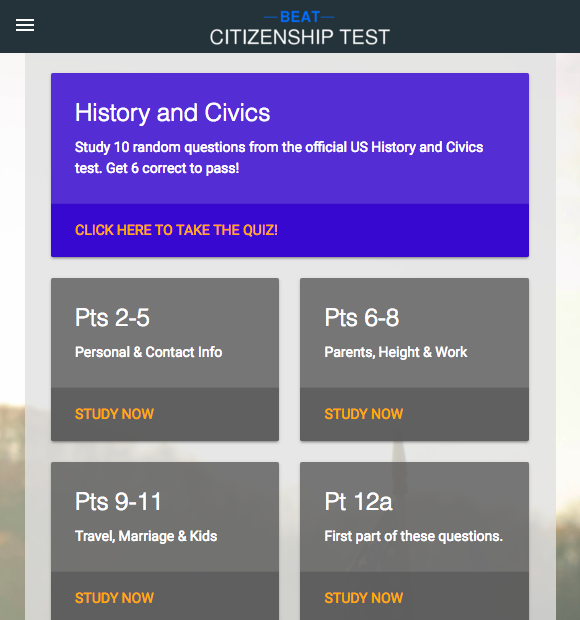 BEAT
CITIZENSHIP TEST
History and Civics
Study 10 random questions from the official US History and Civics
test. Get 6 correct to pass!
CLICK HERE TO TAKE THE QUIZ!
Pts 2-5
Personal & Contact Info
STUDY NOW
Pts 6-8
Parents, Height & Work
STUDY NOW
Pts 9-11
Travel, Marriage & Kids
STUDY NOW
Pt 12a
First part of these questions.
STUDY NOW